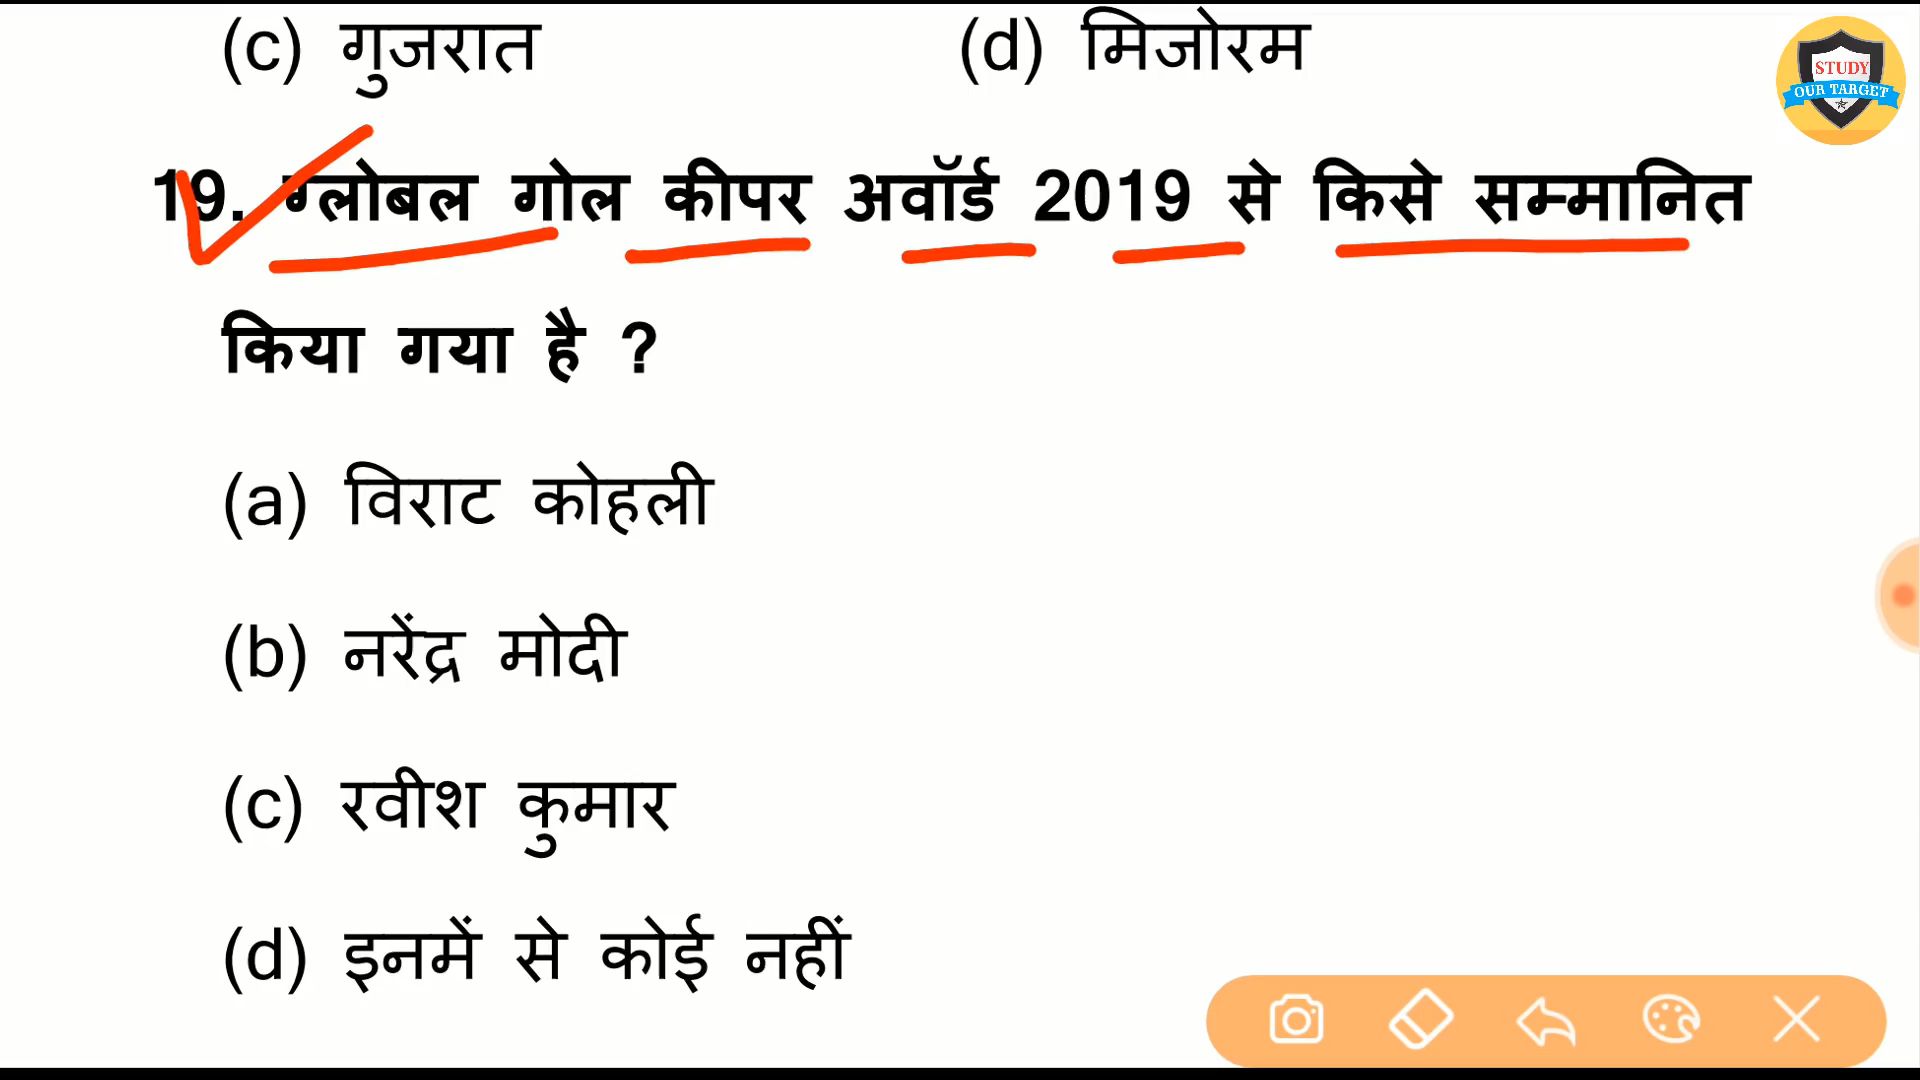 (c) गुजरात (d) मिजोरम
STUDY
OUR TARGET
19. ग्लोबल गोल कीपर अवॉर्ड 2019 से किसे सम्मानित
किया गया है ?
(a) विराट कोहली
(b) नरेंद्र मोदी
(c) रवीश कुमार
(d) इनमें से कोई नहीं